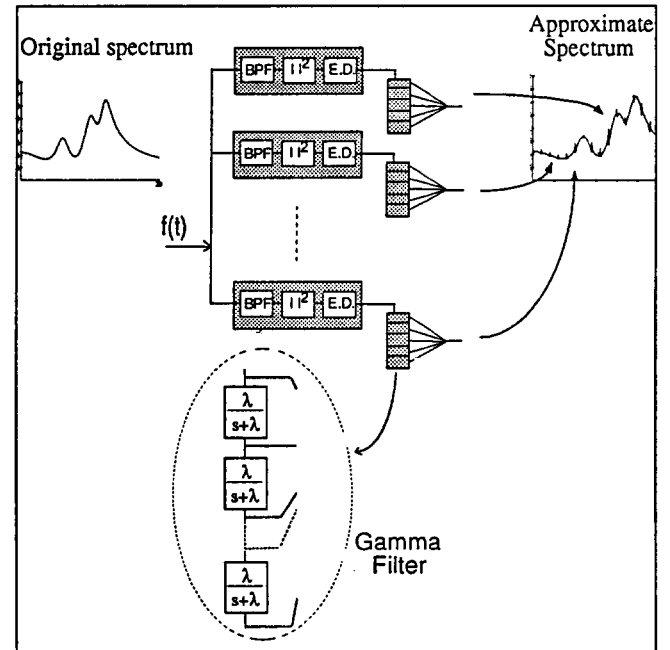 Original spectrum
Approximate
Spectrum
BPF | |² E.D.
BPF | |² E.D.
f(t)
BPF | |² E.D.
λ
s+λ
λ
s+λ
λ
s+λ
Gamma
Filter